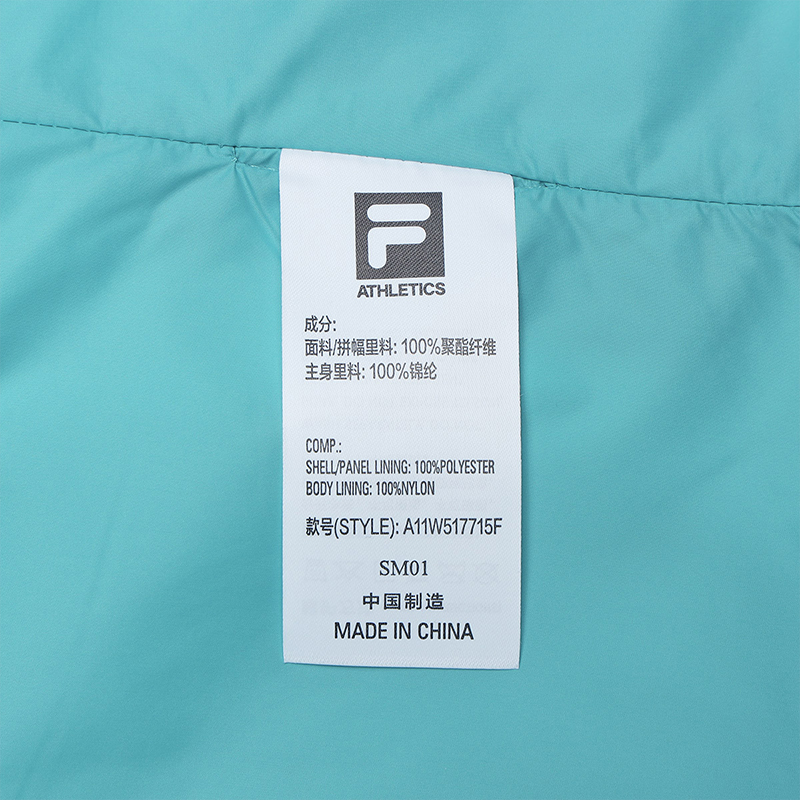 F
ATHLETICS
成分:
面料/拼幅里料: 100%聚酯纤维
主身里料: 100%锦纶
COMP.:
SHELL/PANEL LINING: 100%POLYESTER
BODY LINING: 100%NYLON
款号(STYLE): A11W517715F
SM01
中国制造
MADE IN CHINA